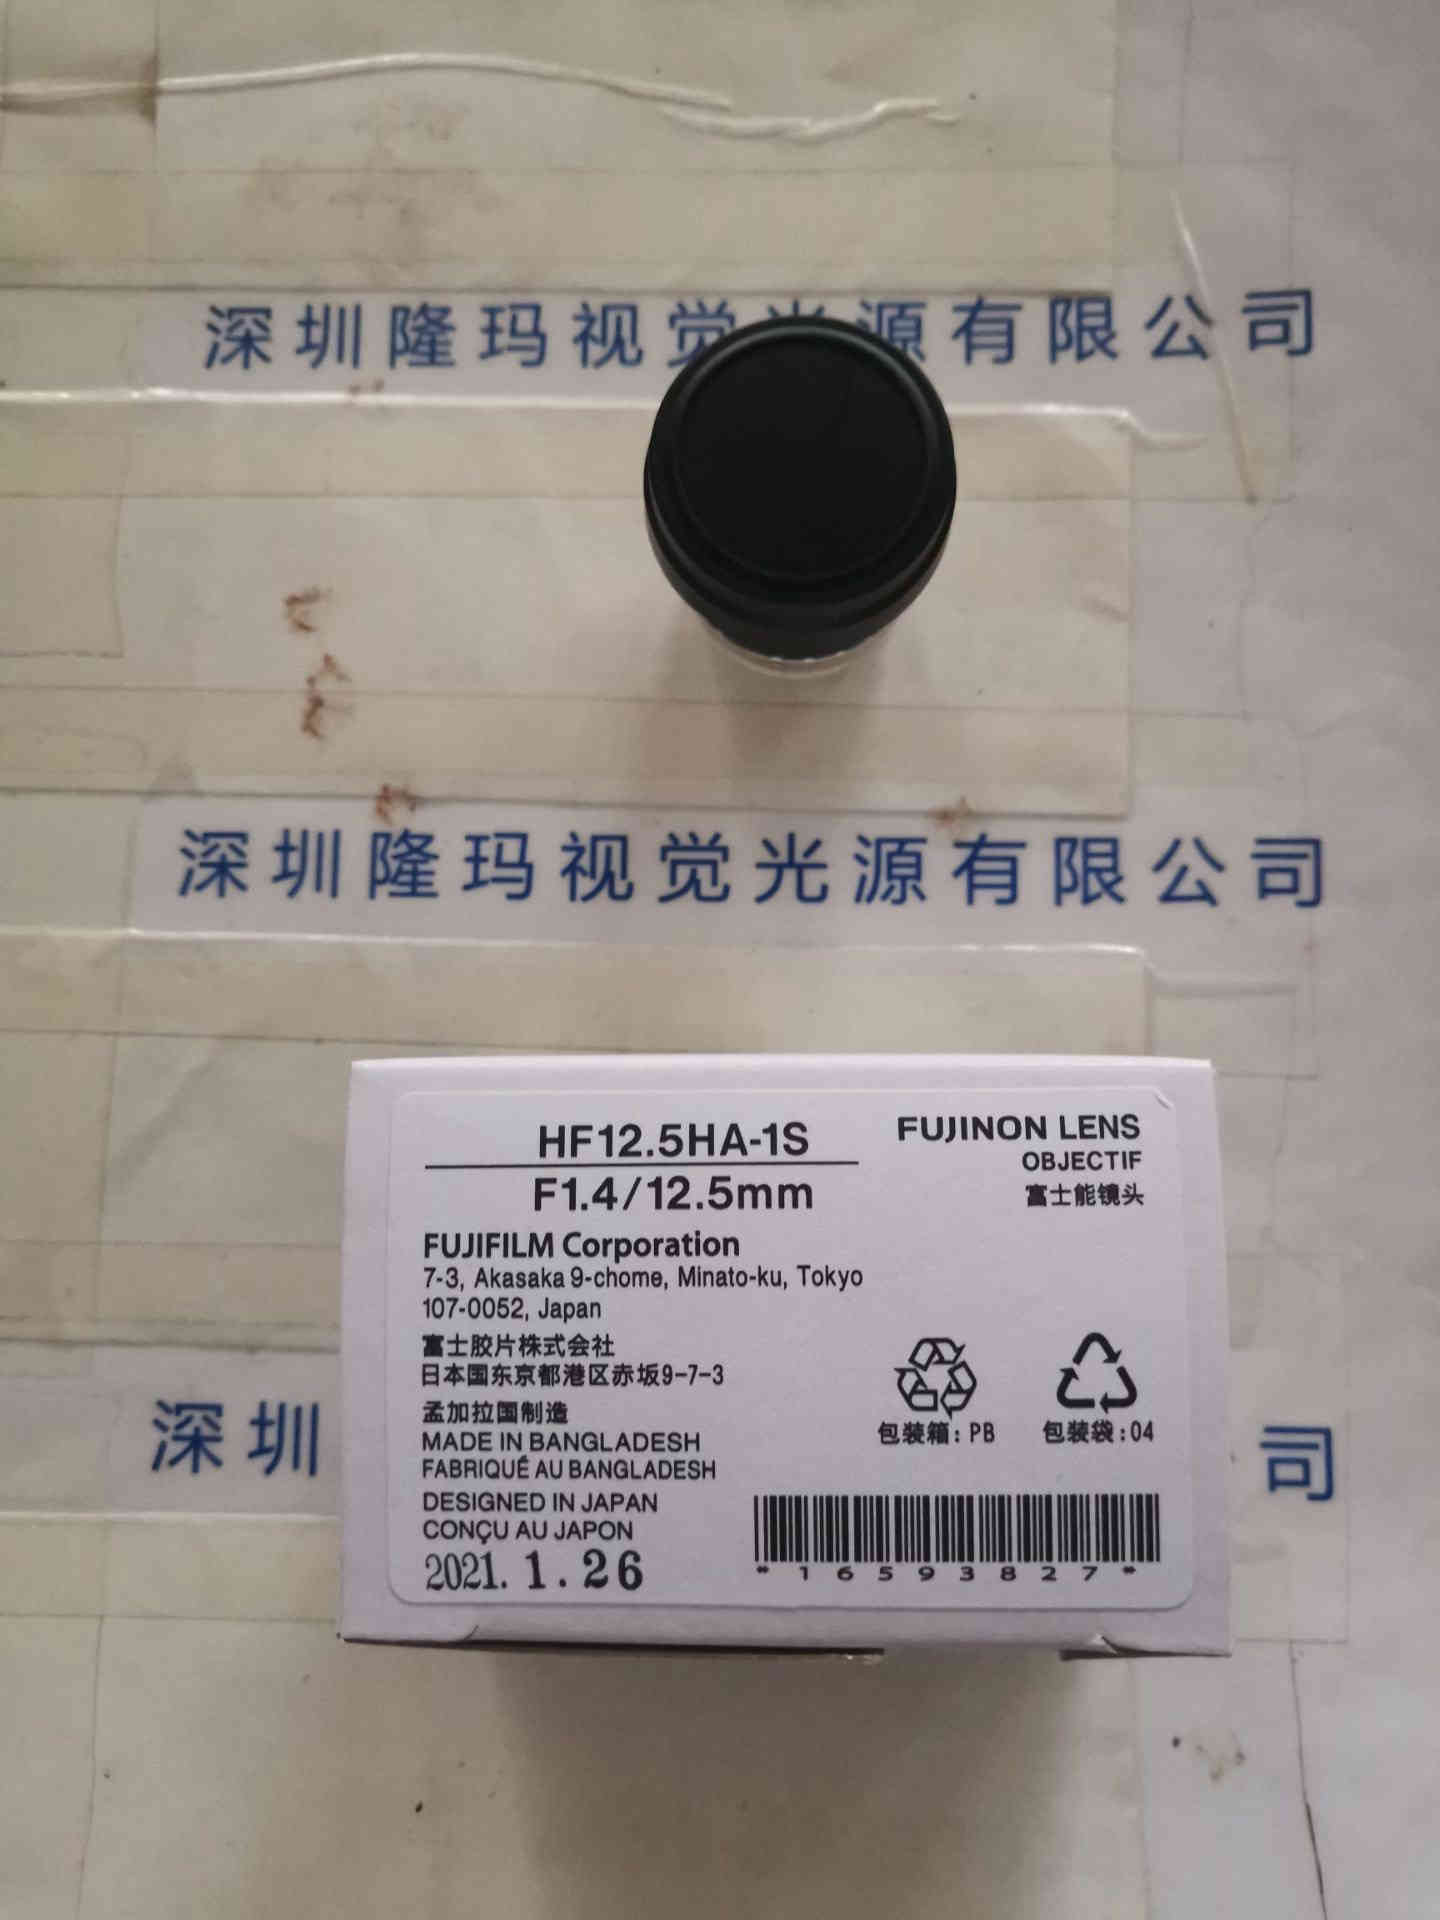 深圳隆玛视觉光源有限公司
深圳隆玛视觉光源有限公司
HF12.5HA-1S
F1.4/12.5mm
FUJINON LENS
OBJECTIF
富士能镜头
FUJIFILM Corporation
7-3, Akasaka 9-chome, Minato-ku, Tokyo
107-0052, Japan
富士胶片株式会社
日本国东京都港区赤坂9-7-3
孟加拉国制造
MADE IN BANGLADESH
FABRIQUÉ AU BANGLADESH
DESIGNED IN JAPAN
CONÇU AU JAPON
2021. 1. 26
包装箱: PB
包装袋: 04
*16593827*
深圳 司